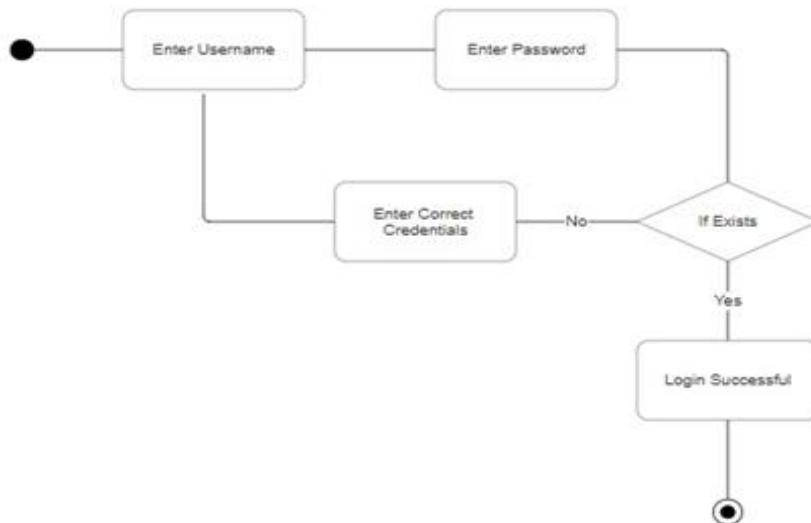 Enter Username
Enter Password
Enter Correct
Credentials
No
If Exists
Yes
Login Successful